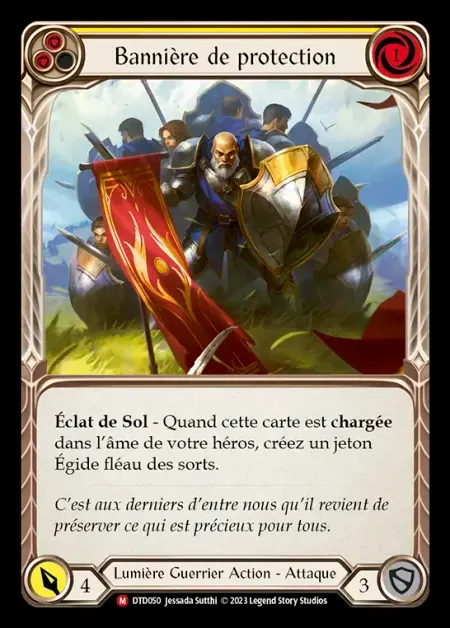 Bannière de protection
1
Éclat de Sol - Quand cette carte est chargée
dans l'âme de votre héros, créez un jeton
Égide fléau des sorts.
C'est aux derniers d'entre nous qu'il revient de
préserver ce qui est précieux pour tous.
4
Lumière Guerrier Action - Attaque
3
M DTD050 Jessada Sutthi © 2023 Legend Story Studios